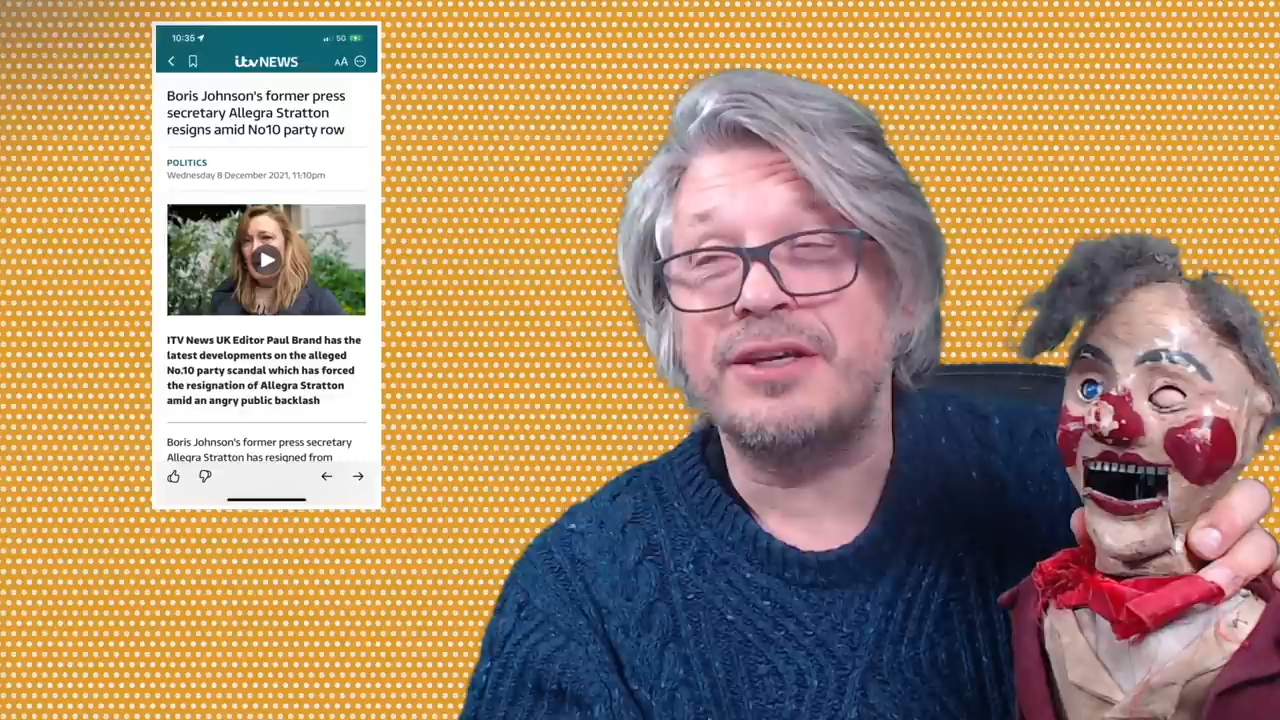 10:35
5G
itv NEWS
AA
Boris Johnson's former press
secretary Allegra Stratton
resigns amid No10 party row
POLITICS
Wednesday 8 December 2021, 11:10pm
ITV News UK Editor Paul Brand has the
latest developments on the alleged
No.10 party scandal which has forced
the resignation of Allegra Stratton
amid an angry public backlash
Boris Johnson's former press secretary
Allegra Stratton has resigned from